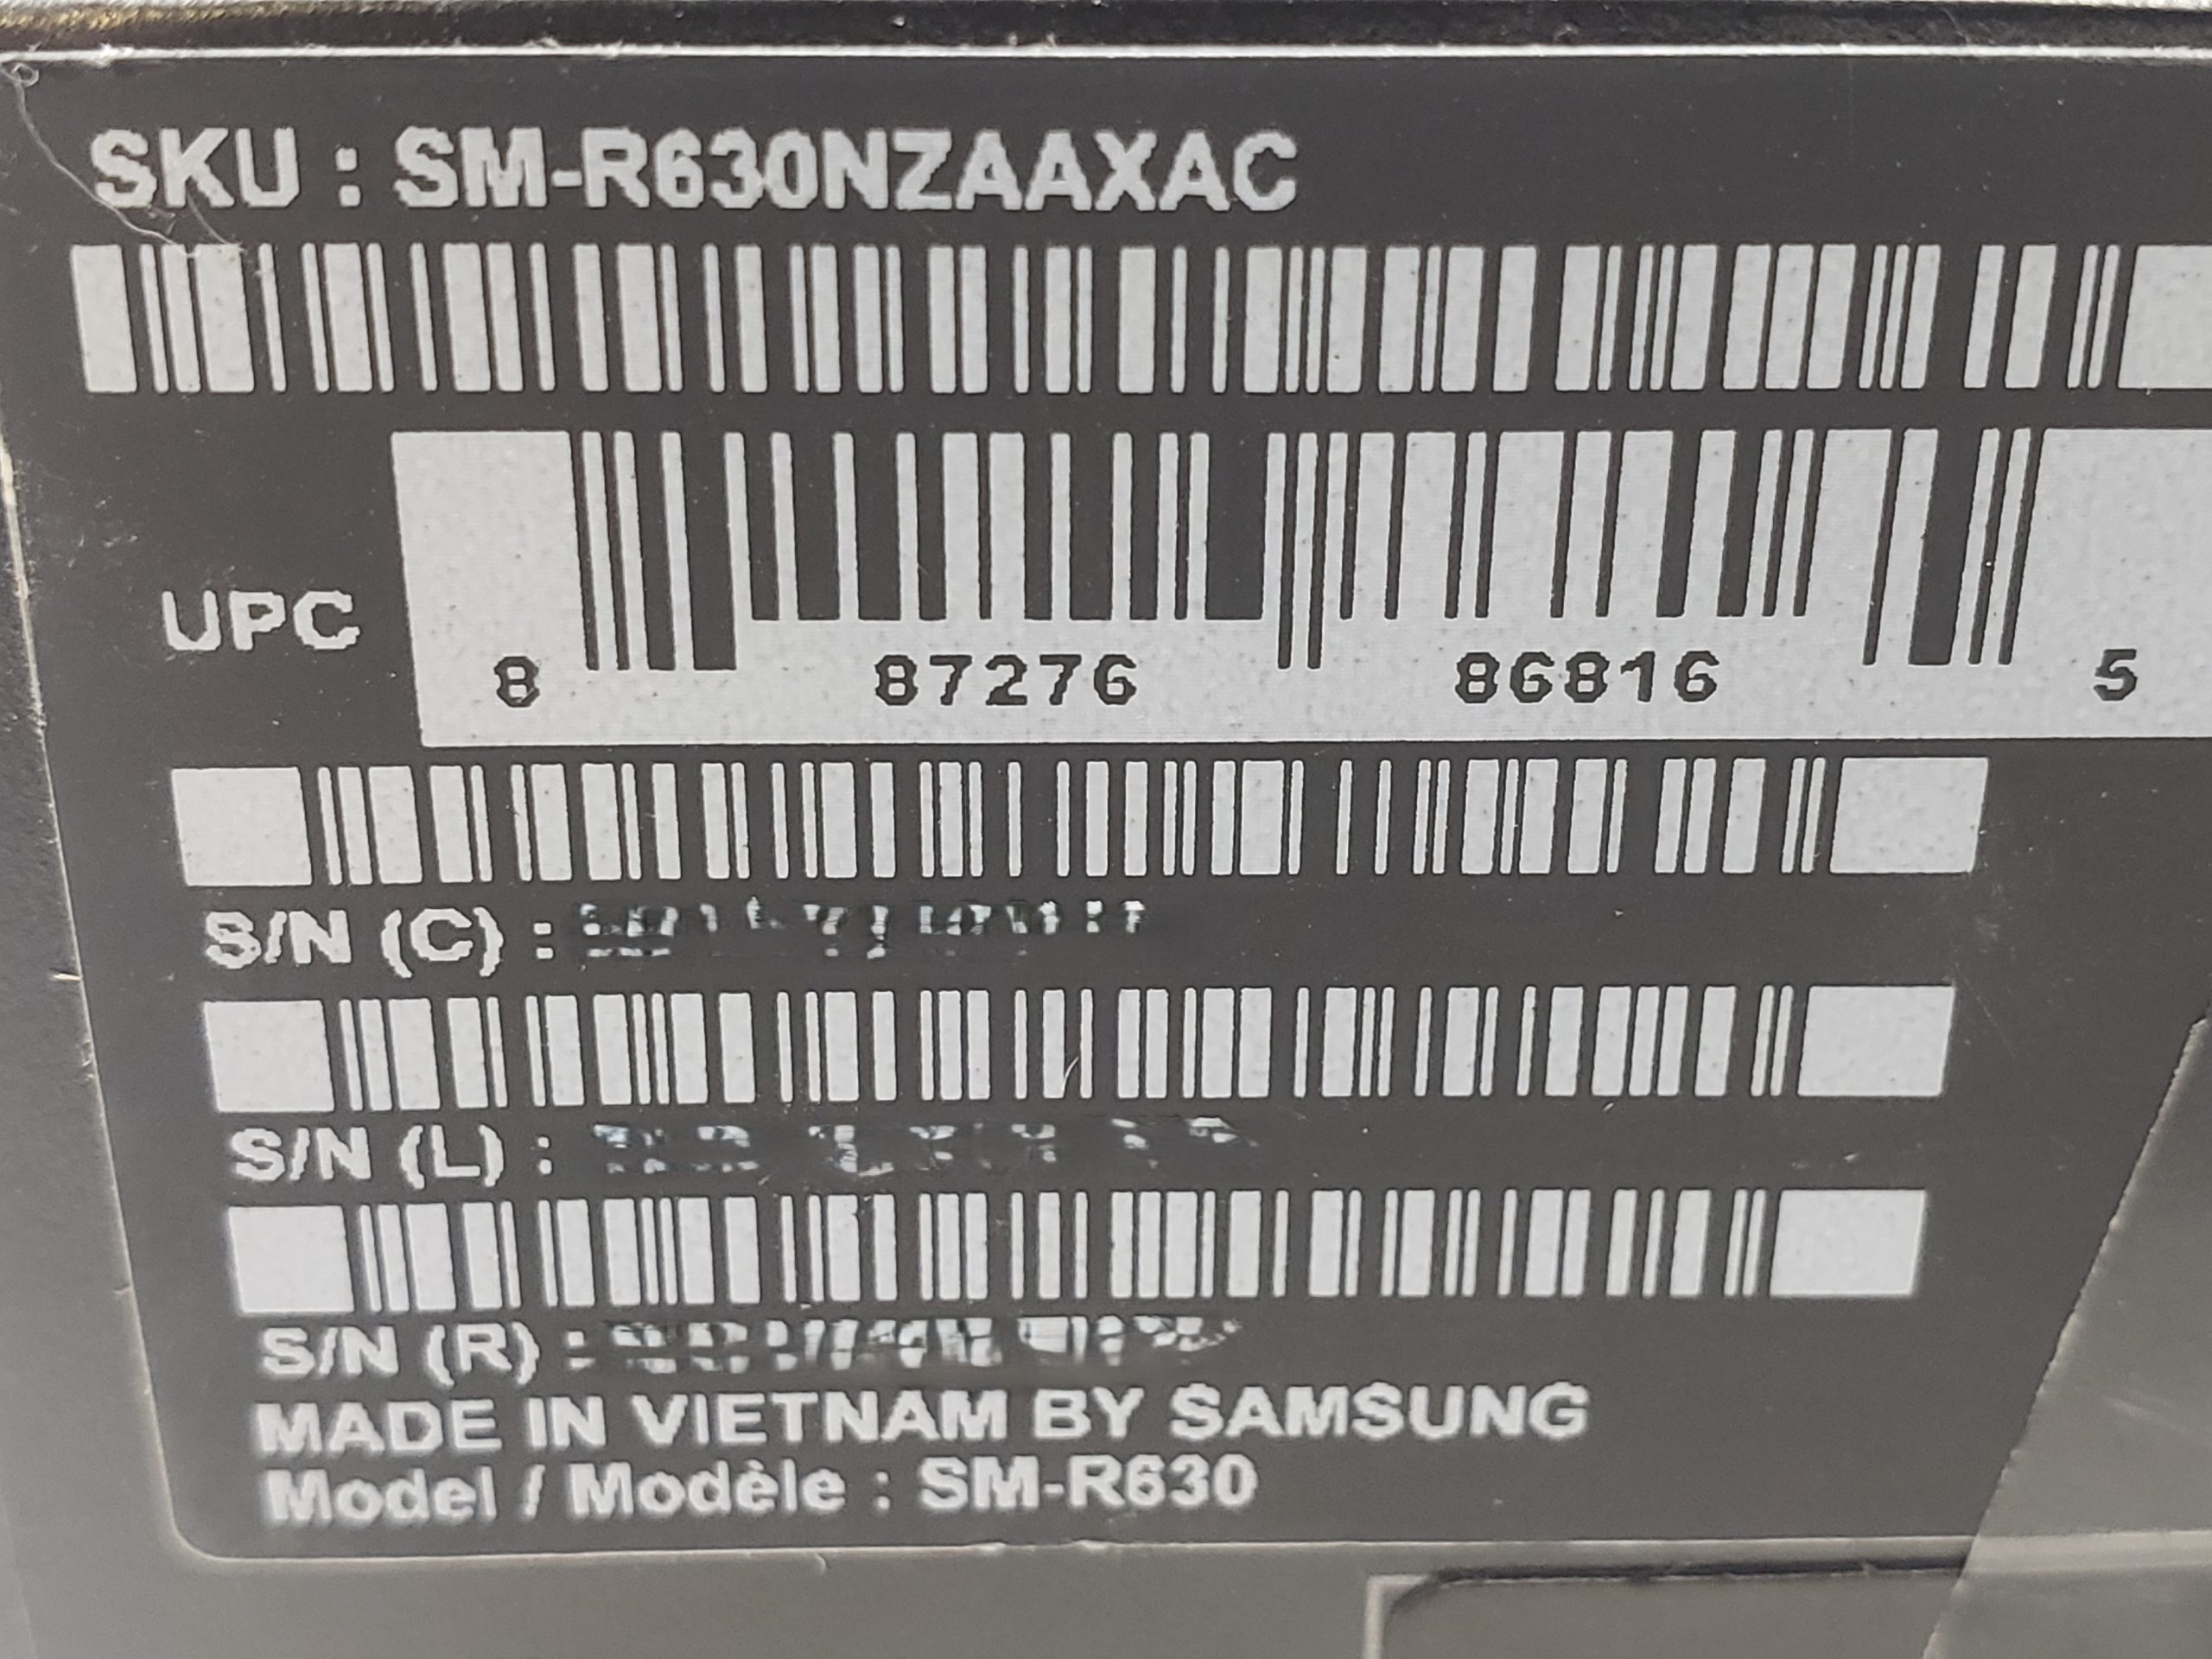 SKU : SM-R630NZAAXAC
UPC
8 87276 86816 5
S/N (C) :
S/N (L) :
S/N (R) :
MADE IN VIETNAM BY SAMSUNG
Model / Modèle : SM-R630